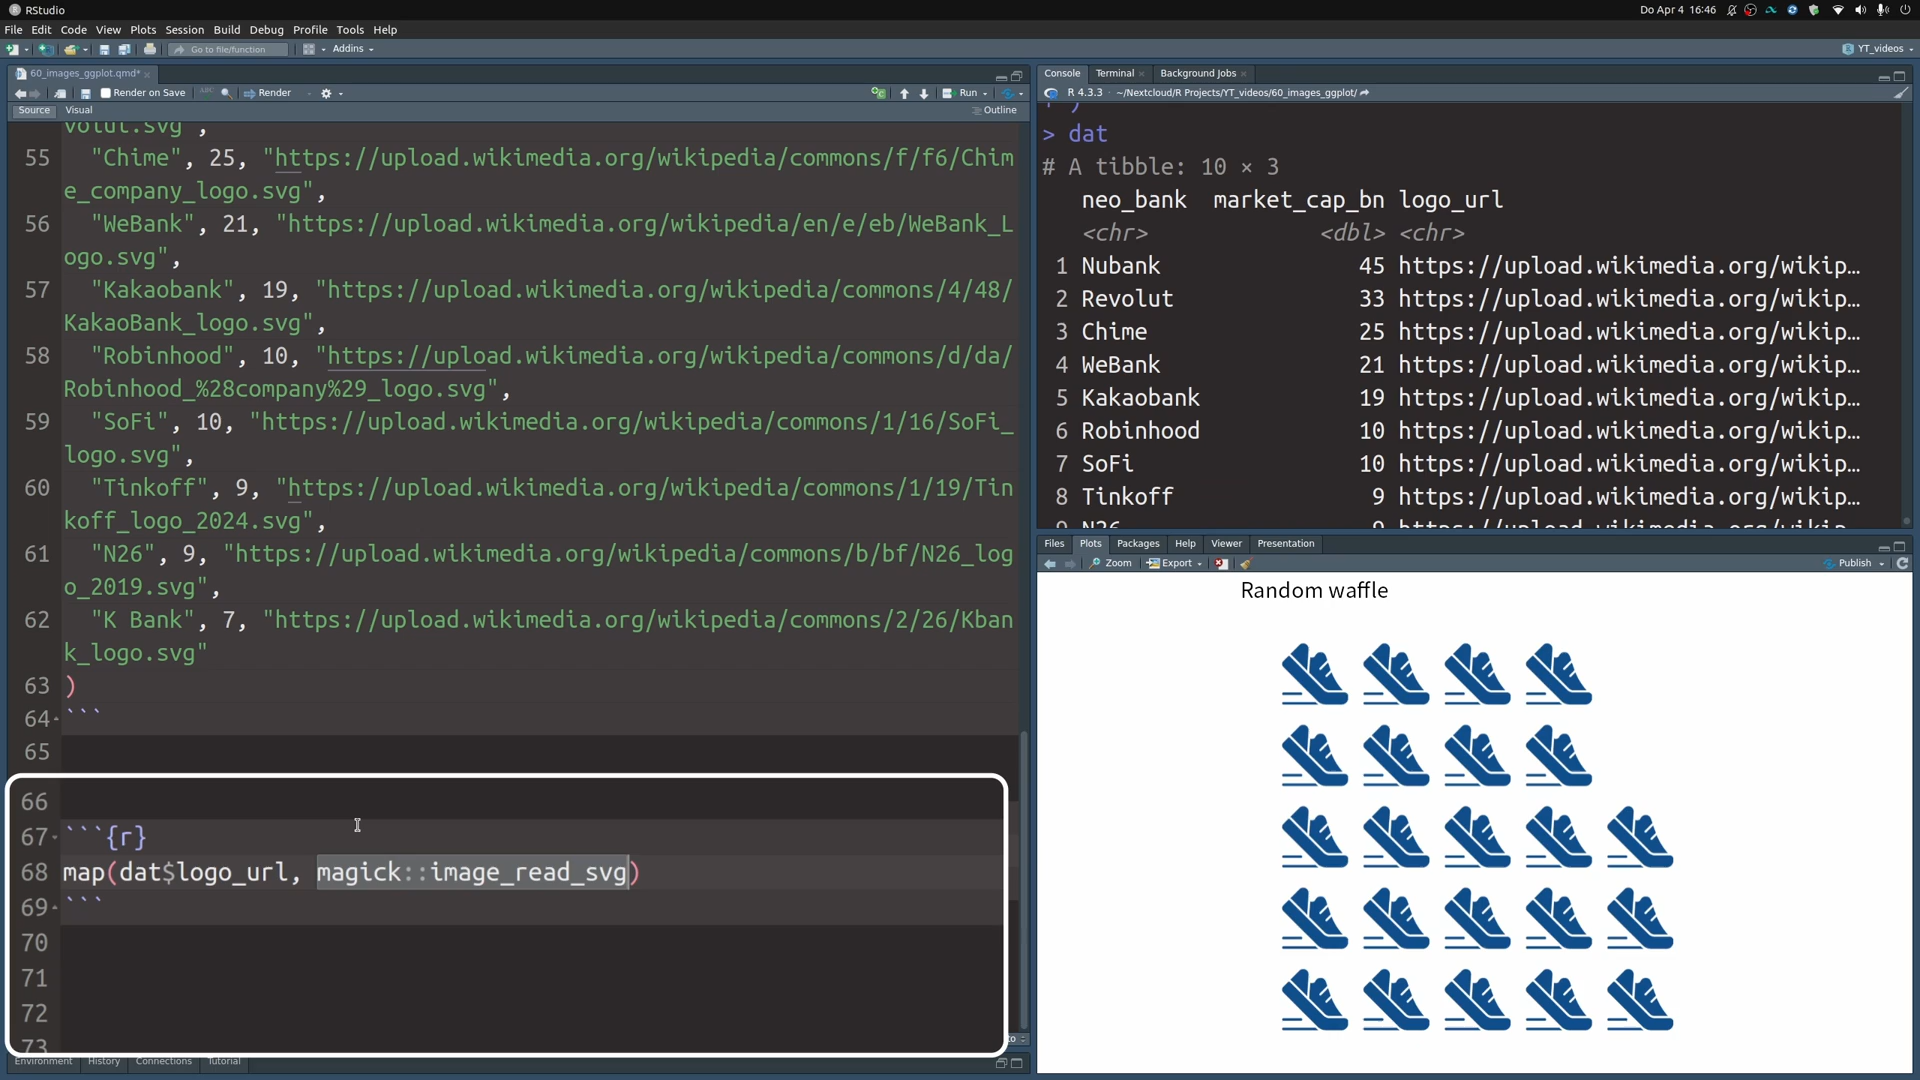 RStudio
Do Apr 4 16:46
File Edit Code View Plots Session Build Debug Profile Tools Help
Go to file/function
Addins
YT_videos
60_images_ggplot.qmd*
Render on Save
ABC
Render
Run
Source Visual
Outline
volut.svg",
55 "Chime", 25, "https://upload.wikimedia.org/wikipedia/commons/f/f6/Chim
e_company_logo.svg",
56 "WeBank", 21, "https://upload.wikimedia.org/wikipedia/en/e/eb/WeBank_L
ogo.svg",
57 "Kakaobank", 19, "https://upload.wikimedia.org/wikipedia/commons/4/48/
KakaoBank_logo.svg",
58 "Robinhood", 10, "https://upload.wikimedia.org/wikipedia/commons/d/da/
Robinhood_%28company%29_logo.svg",
59 "SoFi", 10, "https://upload.wikimedia.org/wikipedia/commons/1/16/SoFi_
logo.svg",
60 "Tinkoff", 9, "https://upload.wikimedia.org/wikipedia/commons/1/19/Tin
koff_logo_2024.svg",
61 "N26", 9, "https://upload.wikimedia.org/wikipedia/commons/b/bf/N26_log
o_2019.svg",
62 "K Bank", 7, "https://upload.wikimedia.org/wikipedia/commons/2/26/Kban
k_logo.svg"
63 )
64 ```
65
66
67 ```{r}
68 map(dat$logo_url, magick::image_read_svg)
69 ```
70
71
72
73
Environment History Connections Tutorial
Console Terminal Background Jobs
R 4.3.3 · ~/Nextcloud/R Projects/YT_videos/60_images_ggplot/
> dat
# A tibble: 10 × 3
neo_bank market_cap_bn logo_url
<chr> <dbl> <chr>
1 Nubank 45 https://upload.wikimedia.org/wikip…
2 Revolut 33 https://upload.wikimedia.org/wikip…
3 Chime 25 https://upload.wikimedia.org/wikip…
4 WeBank 21 https://upload.wikimedia.org/wikip…
5 Kakaobank 19 https://upload.wikimedia.org/wikip…
6 Robinhood 10 https://upload.wikimedia.org/wikip…
7 SoFi 10 https://upload.wikimedia.org/wikip…
8 Tinkoff 9 https://upload.wikimedia.org/wikip…
9 N26 9 https://upload.wikimedia.org/wikip…
Files Plots Packages Help Viewer Presentation
Zoom Export
Publish
Random waffle